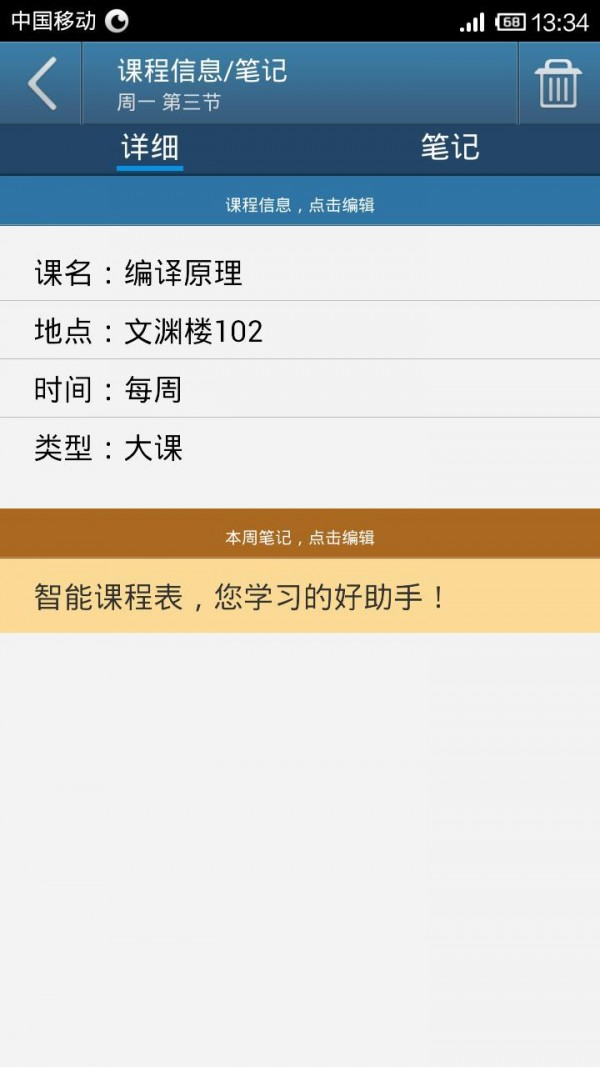 中国移动 68 13:34
课程信息/笔记
周一 第三节
详细 笔记
课程信息，点击编辑
课名：编译原理
地点：文渊楼102
时间：每周
类型：大课
本周笔记，点击编辑
智能课程表，您学习的好助手！